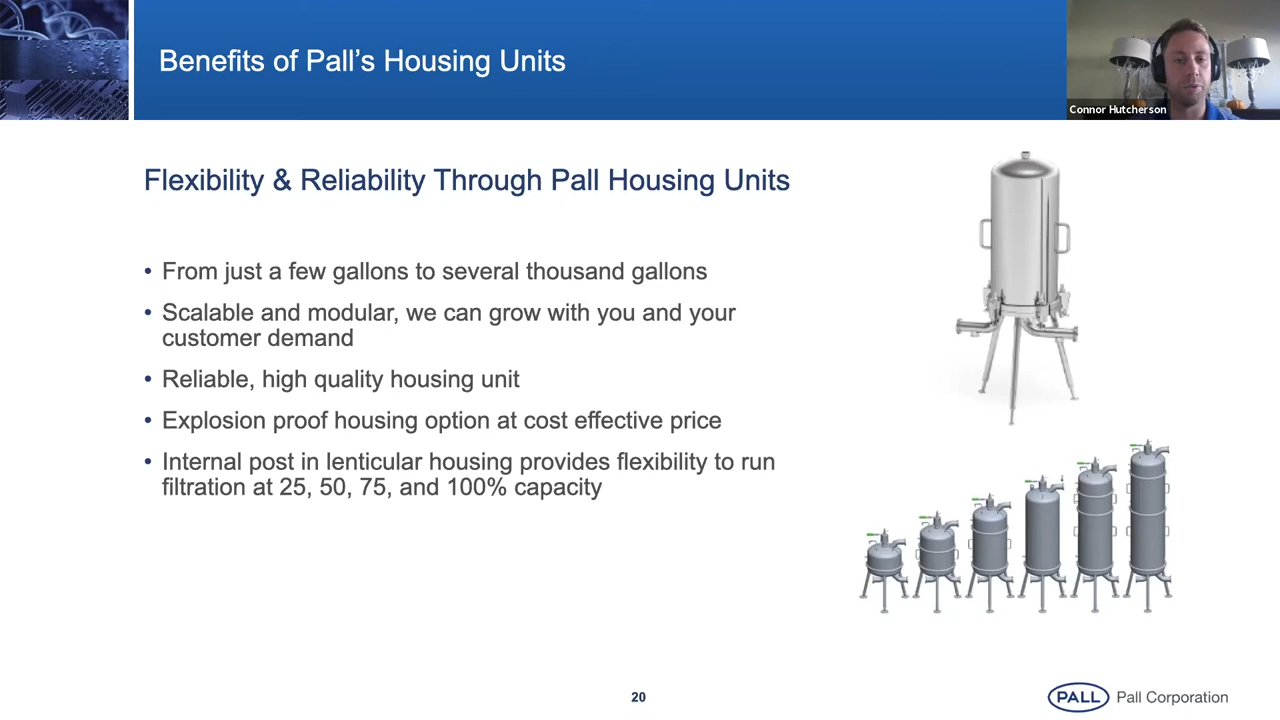 Benefits of Pall’s Housing Units
Connor Hutcherson
Flexibility & Reliability Through Pall Housing Units
• From just a few gallons to several thousand gallons
• Scalable and modular, we can grow with you and your
customer demand
• Reliable, high quality housing unit
• Explosion proof housing option at cost effective price
• Internal post in lenticular housing provides flexibility to run
filtration at 25, 50, 75, and 100% capacity
20
PALL Pall Corporation